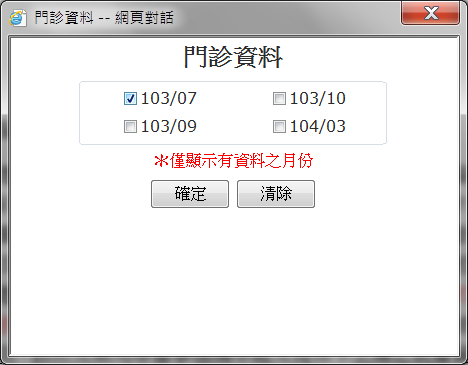 門診資料 -- 網頁對話
門診資料
103/07 103/10
103/09 104/03
＊僅顯示有資料之月份
確定 清除